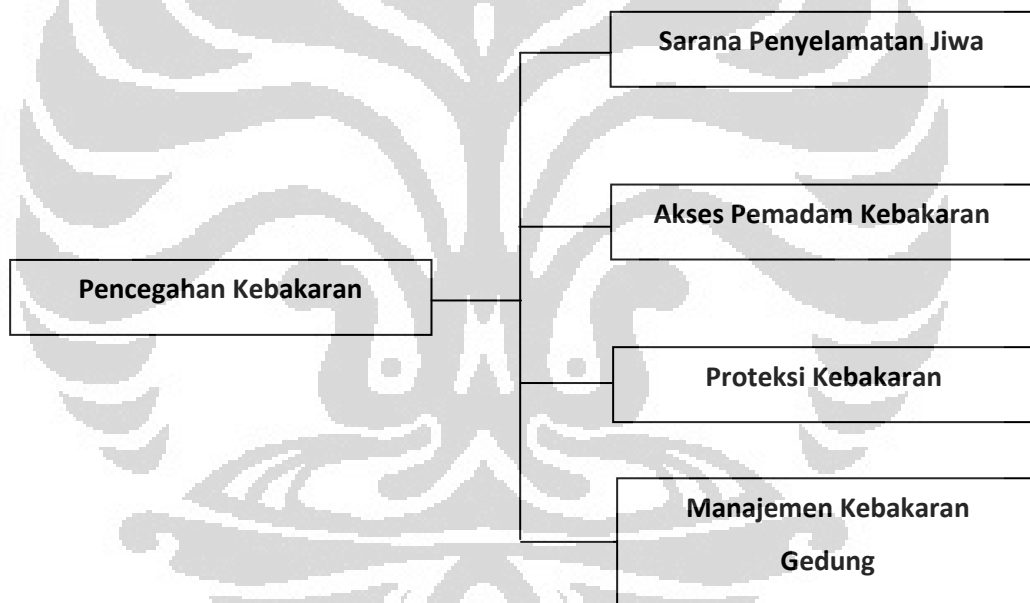 Sarana Penyelamatan Jiwa
Akses Pemadam Kebakaran
Pencegahan Kebakaran
Proteksi Kebakaran
Manajemen Kebakaran
Gedung